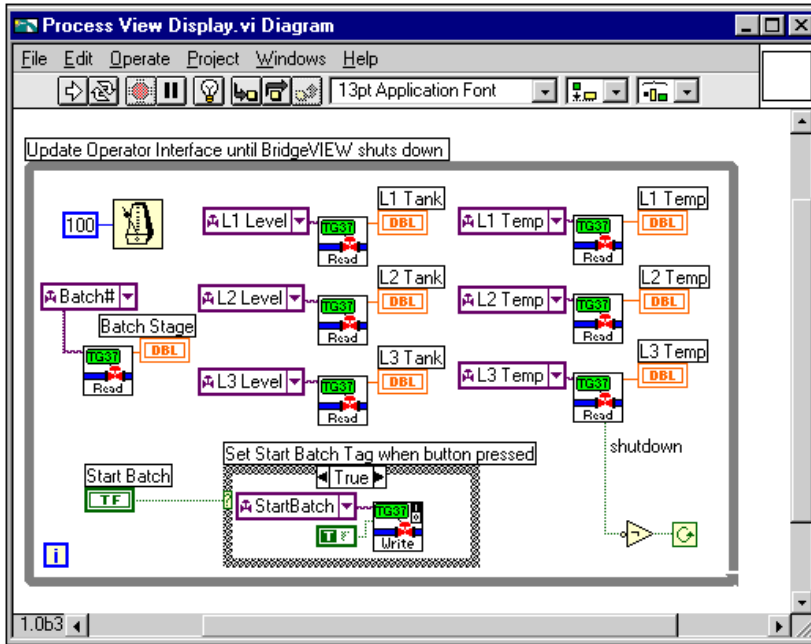 Process View Display.vi Diagram
File Edit Operate Project Windows Help
13pt Application Font
Update Operator Interface until BridgeVIEW shuts down
100
L1 Level
TG37
Read
L1 Tank
DBL
L1 Temp
TG37
Read
L1 Temp
DBL
Batch#
TG37
Read
Batch Stage
DBL
L2 Level
TG37
Read
L2 Tank
DBL
L2 Temp
TG37
Read
L2 Temp
DBL
L3 Level
TG37
Read
L3 Tank
DBL
L3 Temp
TG37
Read
L3 Temp
DBL
shutdown
Set Start Batch Tag when button pressed
True
Start Batch
TF
?
StartBatch
TG37
1
0
Write
T F
i
1.0b3